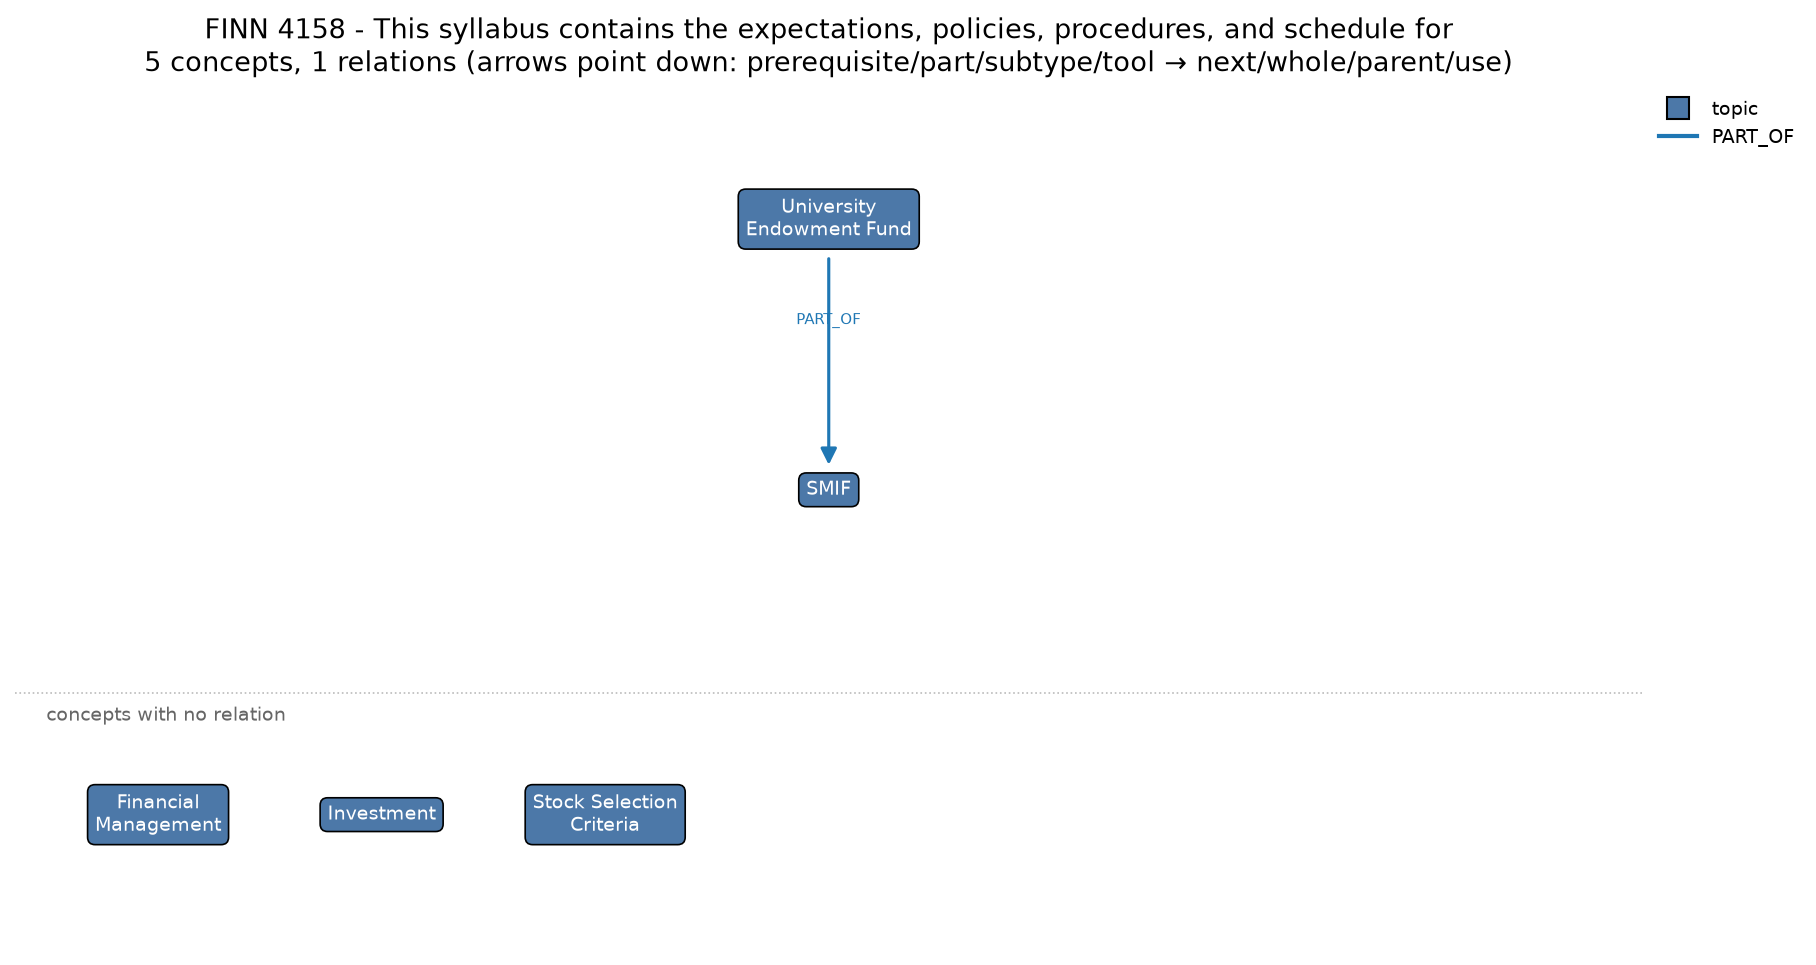 FINN 4158 - This syllabus contains the expectations, policies, procedures, and schedule for
5 concepts, 1 relations (arrows point down: prerequisite/part/subtype/tool → next/whole/parent/use)
topic
PART_OF
University
Endowment Fund
PART_OF
SMIF
concepts with no relation
Financial
Management
Investment
Stock Selection
Criteria